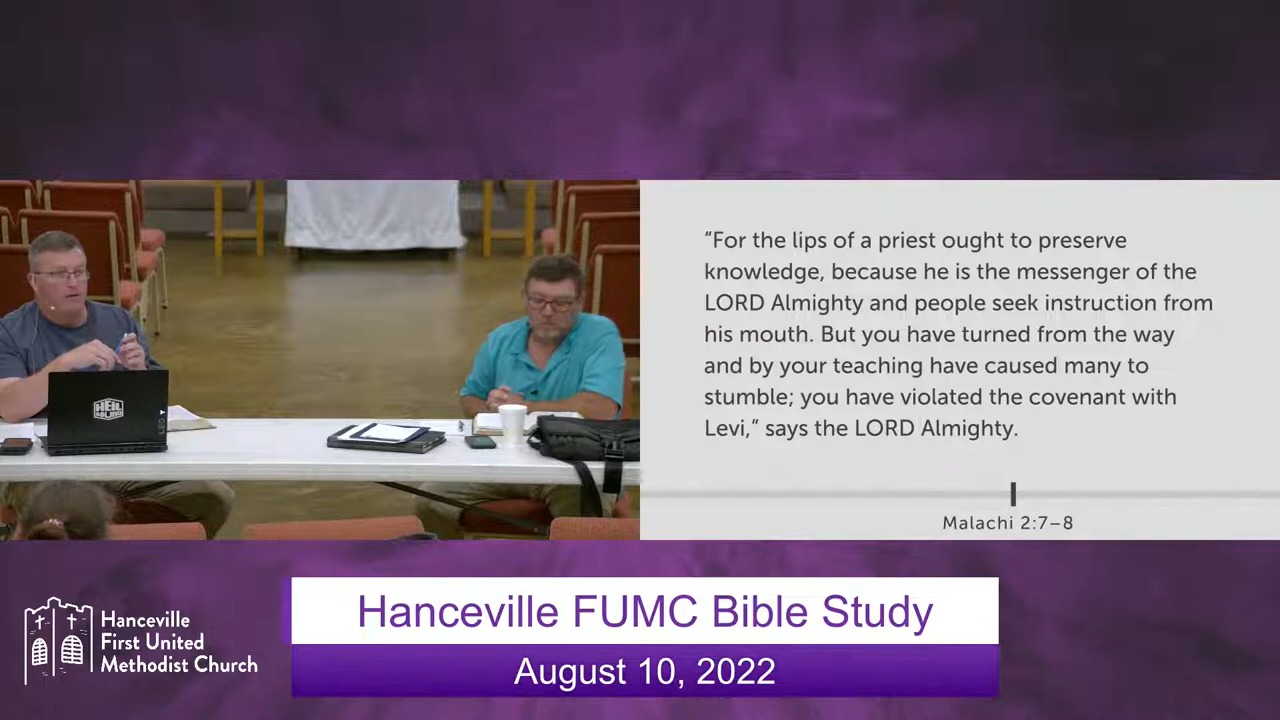 “For the lips of a priest ought to preserve
knowledge, because he is the messenger of the
LORD Almighty and people seek instruction from
his mouth. But you have turned from the way
and by your teaching have caused many to
stumble; you have violated the covenant with
Levi,” says the LORD Almighty.
Malachi 2:7–8
Hanceville FUMC Bible Study
August 10, 2022
Hanceville
First United
Methodist Church